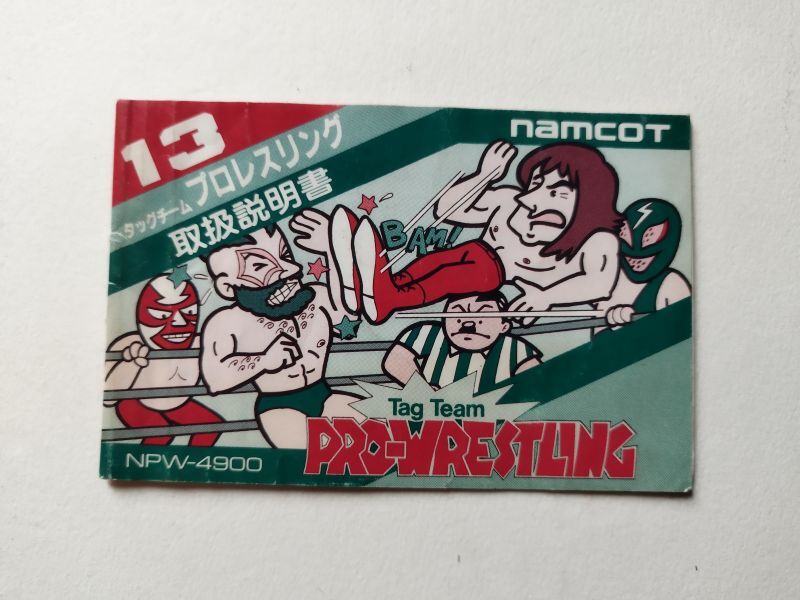 13
namcot
タッグチーム プロレスリング
取扱説明書
BAM!
Tag Team
PRO-WRESTLING
NPW-4900